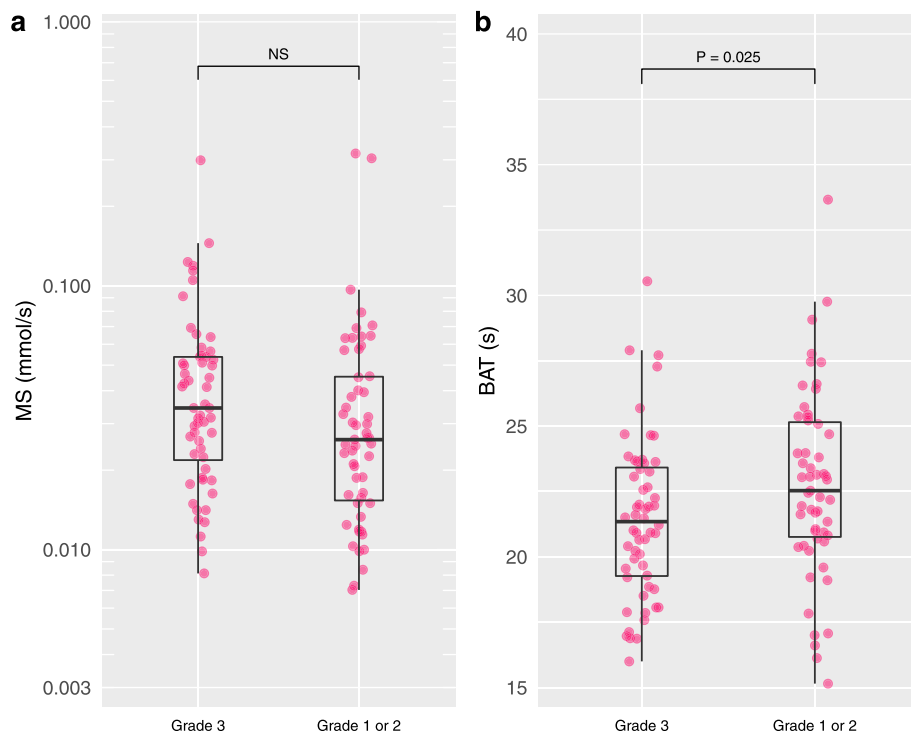 a
1.000
0.100
0.010
0.003
MS (mmol/s)
NS
Grade 3
Grade 1 or 2
b
40
35
30
25
20
15
BAT (s)
P = 0.025
Grade 3
Grade 1 or 2